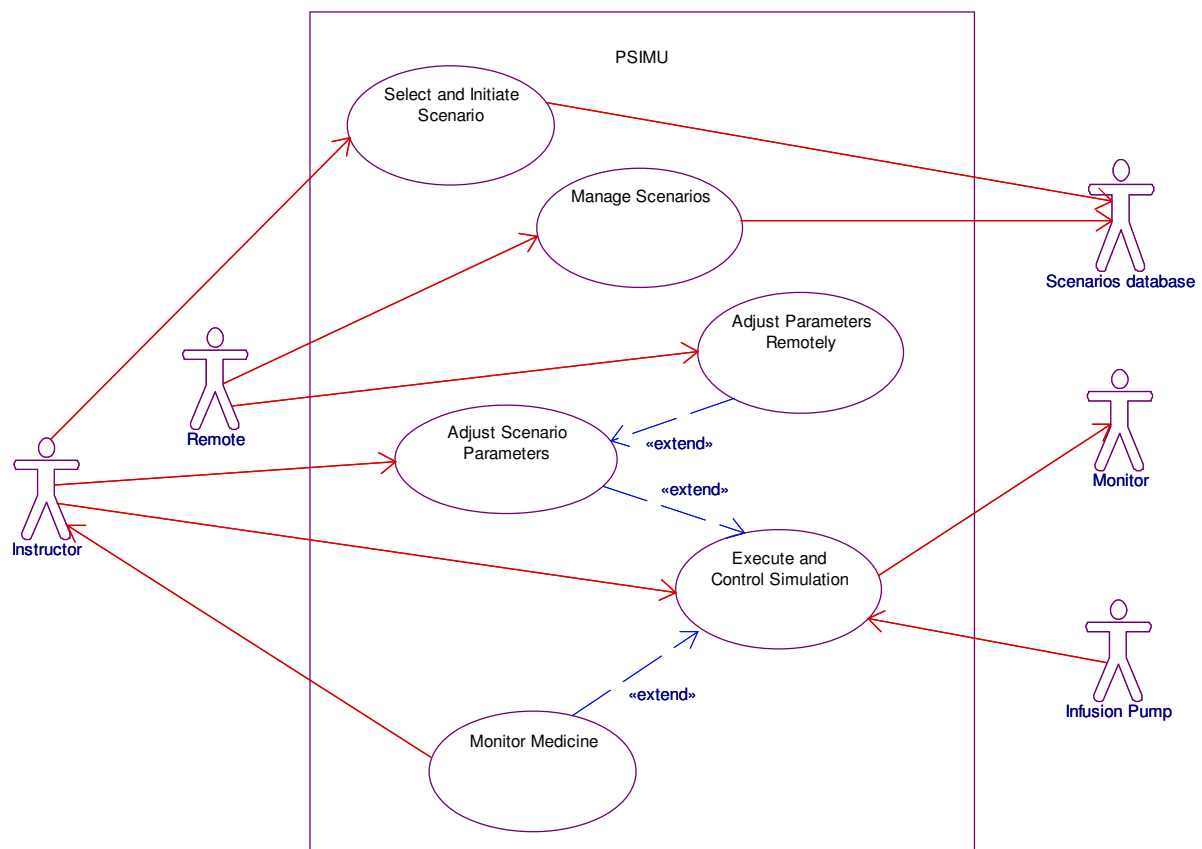 PSIMU
Select and Initiate
Scenario
Manage Scenarios
Scenarios database
Adjust Parameters
Remotely
Remote
Adjust Scenario
Parameters
«extend»
«extend»
Monitor
Instructor
Execute and
Control Simulation
«extend»
Infusion Pump
Monitor Medicine